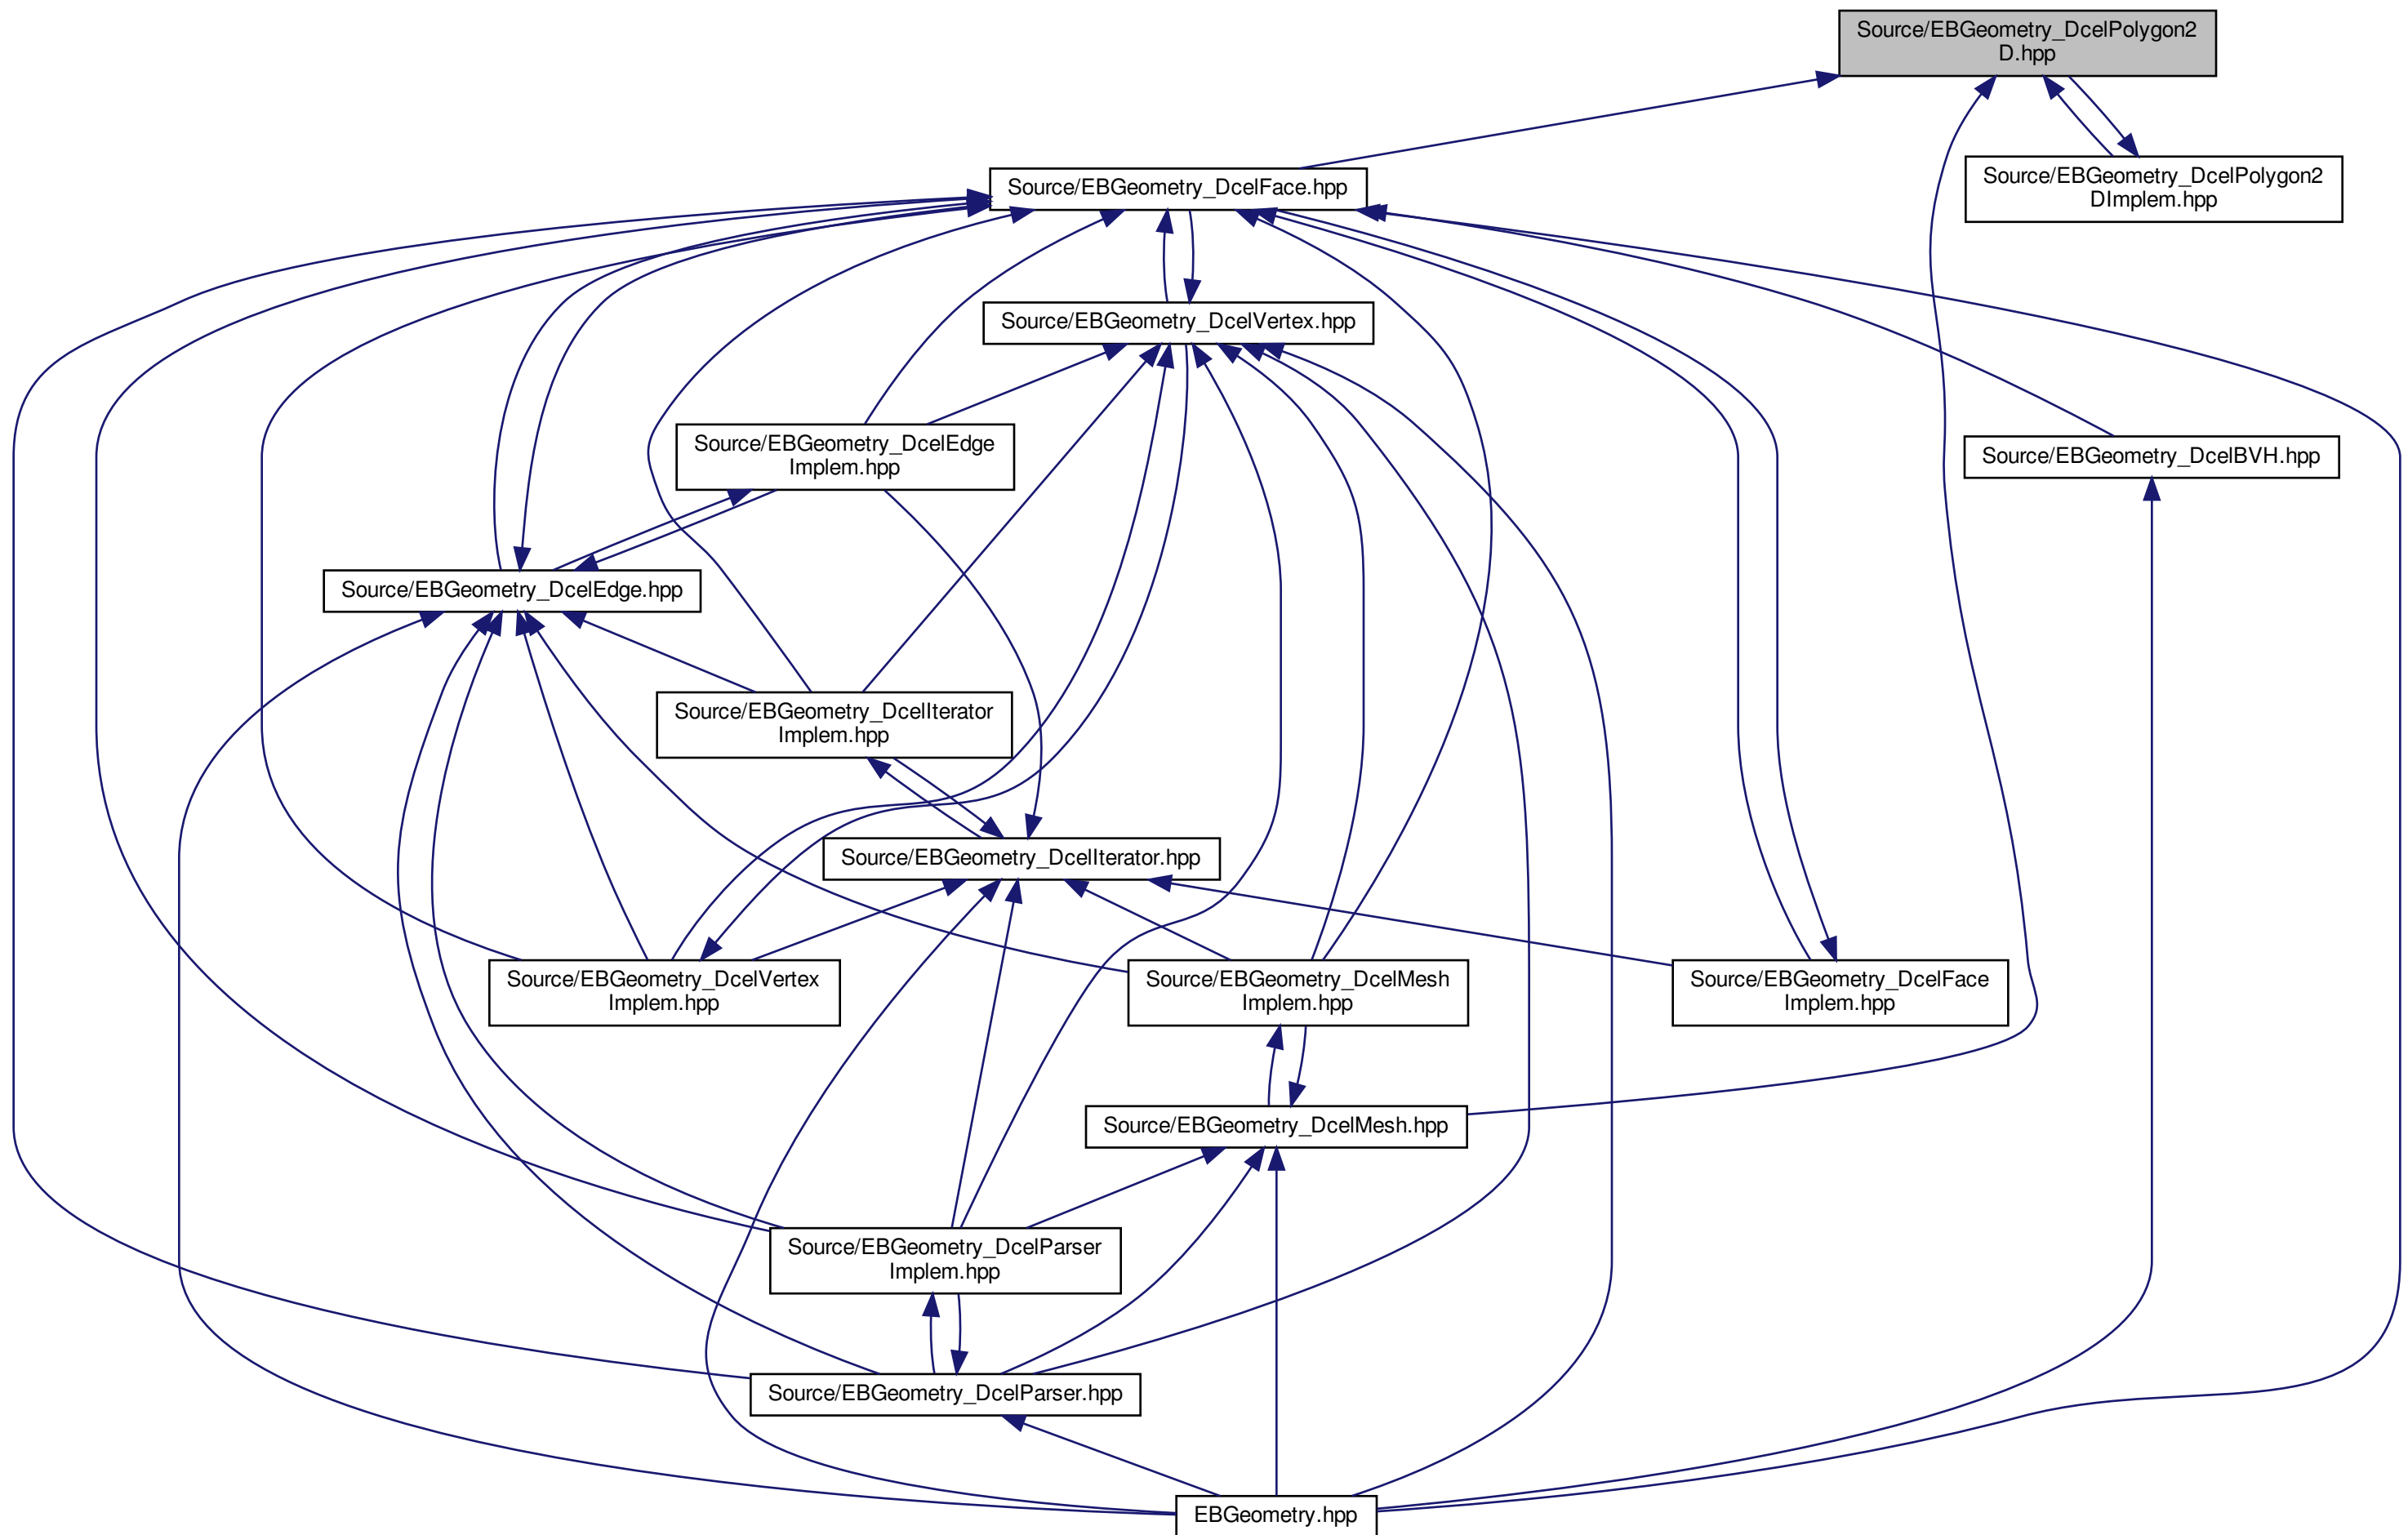 Source/EBGeometry_DcelPolygon2
D.hpp
Source/EBGeometry_DcelFace.hpp
Source/EBGeometry_DcelPolygon2
DImplem.hpp
Source/EBGeometry_DcelVertex.hpp
Source/EBGeometry_DcelEdge
Implem.hpp
Source/EBGeometry_DcelBVH.hpp
Source/EBGeometry_DcelEdge.hpp
Source/EBGeometry_DcelIterator
Implem.hpp
Source/EBGeometry_DcelIterator.hpp
Source/EBGeometry_DcelVertex
Implem.hpp
Source/EBGeometry_DcelMesh
Implem.hpp
Source/EBGeometry_DcelFace
Implem.hpp
Source/EBGeometry_DcelMesh.hpp
Source/EBGeometry_DcelParser
Implem.hpp
Source/EBGeometry_DcelParser.hpp
EBGeometry.hpp